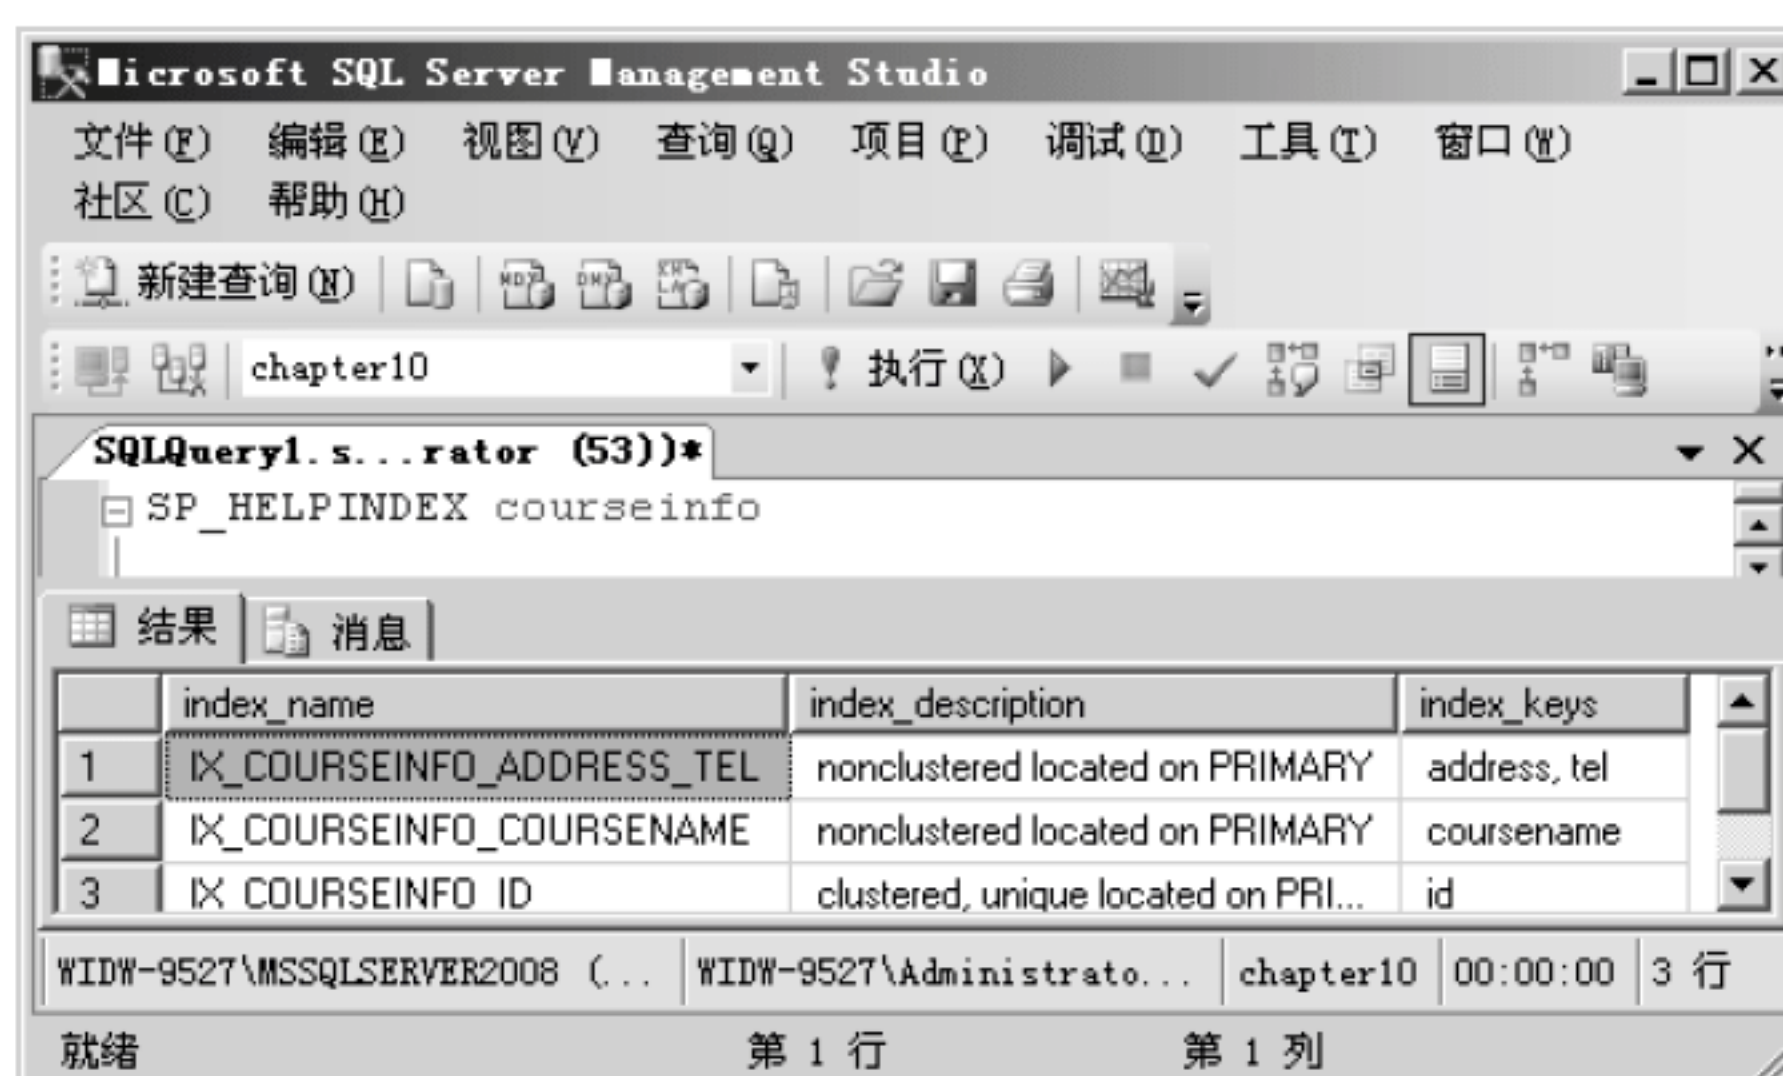 Microsoft SQL Server Management Studio
文件(F) 编辑(E) 视图(V) 查询(Q) 项目(P) 调试(D) 工具(T) 窗口(W)
社区(C) 帮助(H)
新建查询(N) MDX DMX XMLA
chapter10 执行(X)
SQLQuery1.s...rator (53))*
SP_HELPINDEX courseinfo
结果 消息
index_name index_description index_keys
1 IX_COURSEINFO_ADDRESS_TEL nonclustered located on PRIMARY address, tel
2 IX_COURSEINFO_COURSENAME nonclustered located on PRIMARY coursename
3 IX_COURSEINFO_ID clustered, unique located on PRI... id
WIDW-9527\MSSQLSERVER2008 (... WIDW-9527\Administrato... chapter10 00:00:00 3 行
就绪 第 1 行 第 1 列